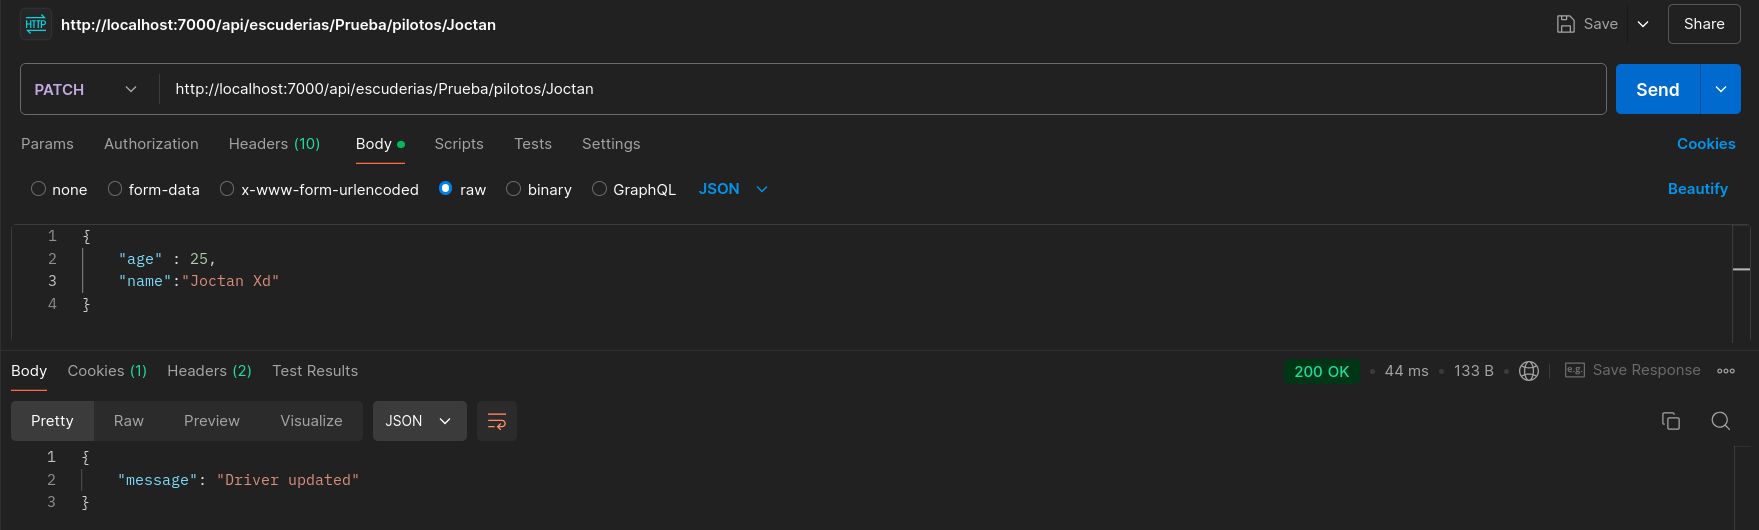 HTTP http://localhost:7000/api/escuderias/Prueba/pilotos/Joctan Save Share
PATCH http://localhost:7000/api/escuderias/Prueba/pilotos/Joctan Send
Params Authorization Headers (10) Body Scripts Tests Settings Cookies
none form-data x-www-form-urlencoded raw binary GraphQL JSON Beautify
1 {
2 "age" : 25,
3 "name":"Joctan Xd"
4 }
Body Cookies (1) Headers (2) Test Results 200 OK 44 ms 133 B e.g. Save Response
Pretty Raw Preview Visualize JSON
1 {
2 "message": "Driver updated"
3 }